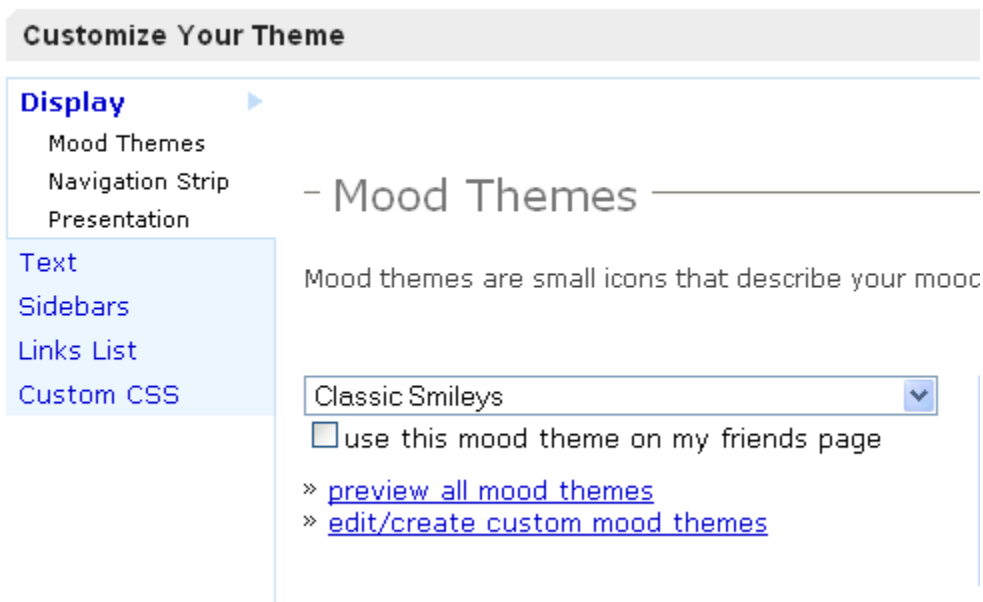 Customize Your Theme
Display
Mood Themes
Navigation Strip
Presentation
Text
Sidebars
Links List
Custom CSS
Mood Themes
Mood themes are small icons that describe your mood
Classic Smileys
use this mood theme on my friends page
» preview all mood themes
» edit/create custom mood themes